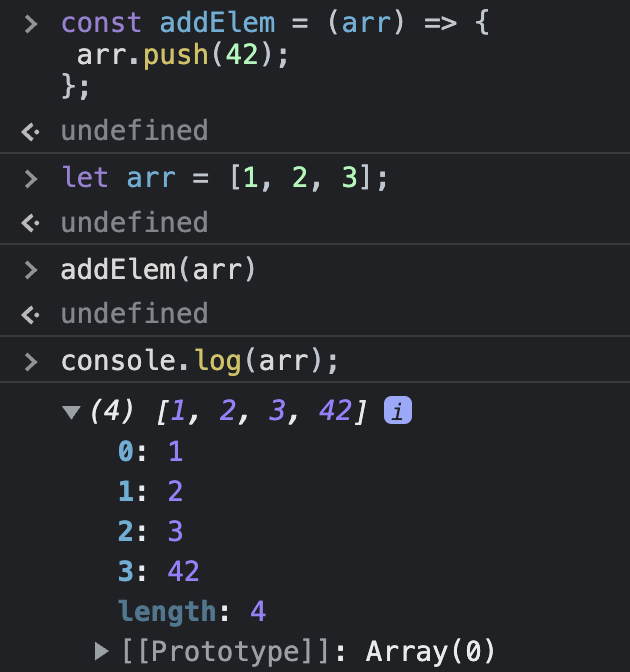 > const addElem = (arr) => {
arr.push(42);
};
undefined
> let arr = [1, 2, 3];
undefined
> addElem(arr)
undefined
> console.log(arr);
▼ (4) [1, 2, 3, 42] i
0: 1
1: 2
2: 3
3: 42
length: 4
▶ [[Prototype]]: Array(0)